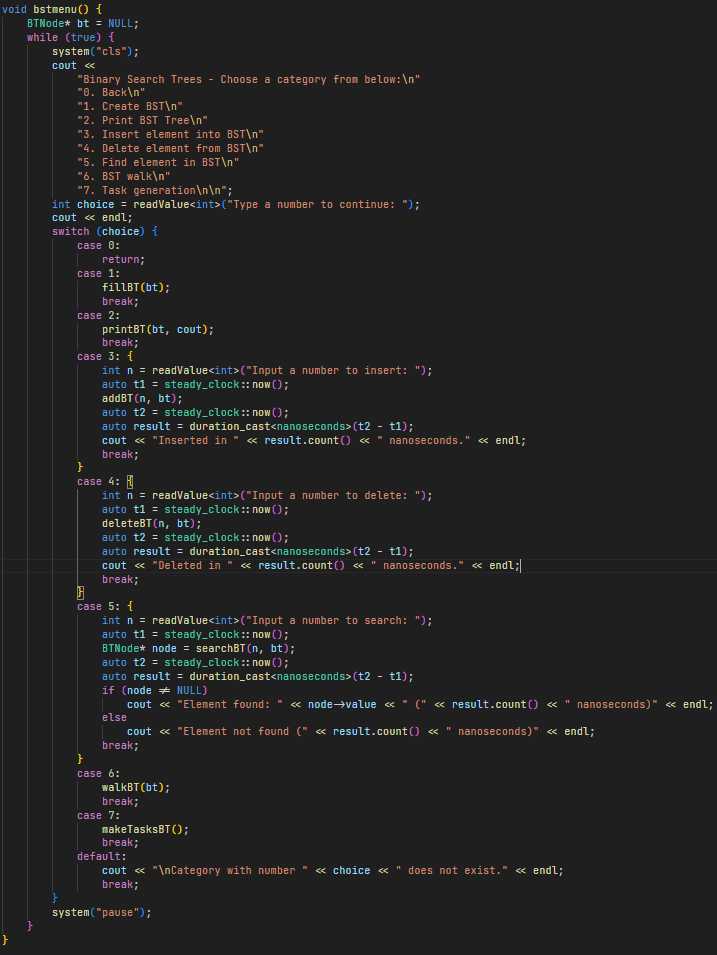 void bstmenu() {
    BTNode* bt = NULL;
    while (true) {
        system("cls");
        cout <<
            "Binary Search Trees - Choose a category from below:\n"
            "0. Back\n"
            "1. Create BST\n"
            "2. Print BST Tree\n"
            "3. Insert element into BST\n"
            "4. Delete element from BST\n"
            "5. Find element in BST\n"
            "6. BST walk\n"
            "7. Task generation\n\n";
        int choice = readValue<int>("Type a number to continue: ");
        cout << endl;
        switch (choice) {
            case 0:
                return;
            case 1:
                fillBT(bt);
                break;
            case 2:
                printBT(bt, cout);
                break;
            case 3: {
                int n = readValue<int>("Input a number to insert: ");
                auto t1 = steady_clock::now();
                addBT(n, bt);
                auto t2 = steady_clock::now();
                auto result = duration_cast<nanoseconds>(t2 - t1);
                cout << "Inserted in " << result.count() << " nanoseconds." << endl;
                break;
            }
            case 4: {
                int n = readValue<int>("Input a number to delete: ");
                auto t1 = steady_clock::now();
                deleteBT(n, bt);
                auto t2 = steady_clock::now();
                auto result = duration_cast<nanoseconds>(t2 - t1);
                cout << "Deleted in " << result.count() << " nanoseconds." << endl;
                break;
            }
            case 5: {
                int n = readValue<int>("Input a number to search: ");
                auto t1 = steady_clock::now();
                BTNode* node = searchBT(n, bt);
                auto t2 = steady_clock::now();
                auto result = duration_cast<nanoseconds>(t2 - t1);
                if (node != NULL)
                    cout << "Element found: " << node->value << " (" << result.count() << " nanoseconds)" << endl;
                else
                    cout << "Element not found (" << result.count() << " nanoseconds)" << endl;
                break;
            }
            case 6:
                walkBT(bt);
                break;
            case 7:
                makeTasksBT();
                break;
            default:
                cout << "\nCategory with number " << choice << " does not exist." << endl;
                break;
        }
        system("pause");
    }
}